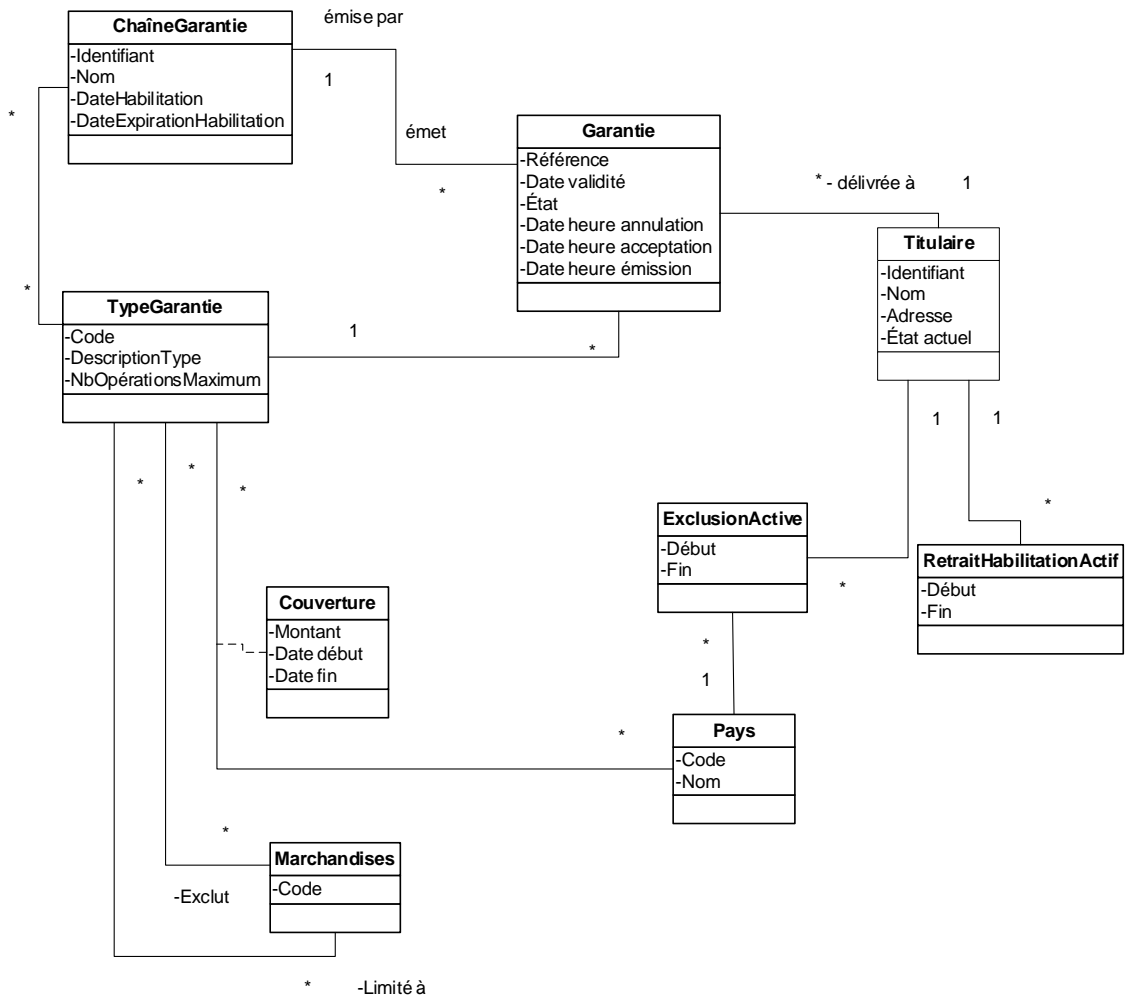 ChaîneGarantie
-Identifiant
-Nom
-DateHabilitation
-DateExpirationHabilitation
émise par
1
émet
*
*
*
Garantie
-Référence
-Date validité
-État
-Date heure annulation
-Date heure acceptation
-Date heure émission
* - délivrée à 1
Titulaire
-Identifiant
-Nom
-Adresse
-État actuel
TypeGarantie
-Code
-DescriptionType
-NbOpérationsMaximum
1
*
1
1
*
*
*
*
*
ExclusionActive
-Début
-Fin
RetraitHabilitationActif
-Début
-Fin
Couverture
-Montant
-Date début
-Date fin
*
1
*
Pays
-Code
-Nom
*
Marchandises
-Code
-Exclut
* -Limité à